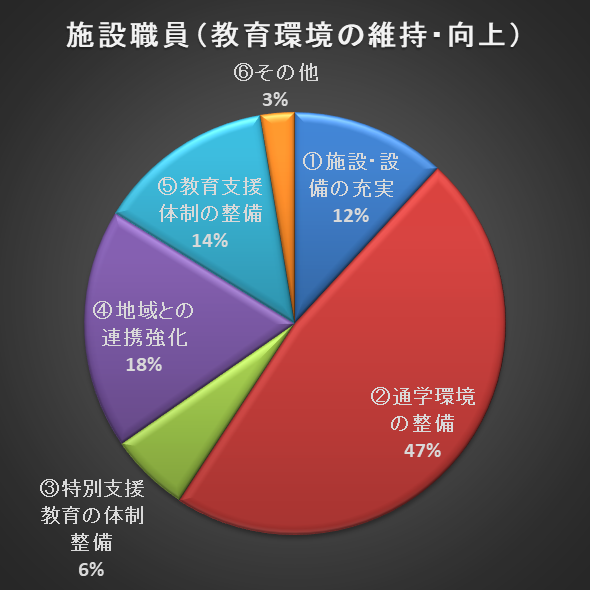 施設職員（教育環境の維持・向上）
⑥その他
3%
①施設・設
備の充実
12%
⑤教育支援
体制の整備
14%
④地域との
連携強化
18%
②通学環境
の整備
47%
③特別支援
教育の体制
整備
6%